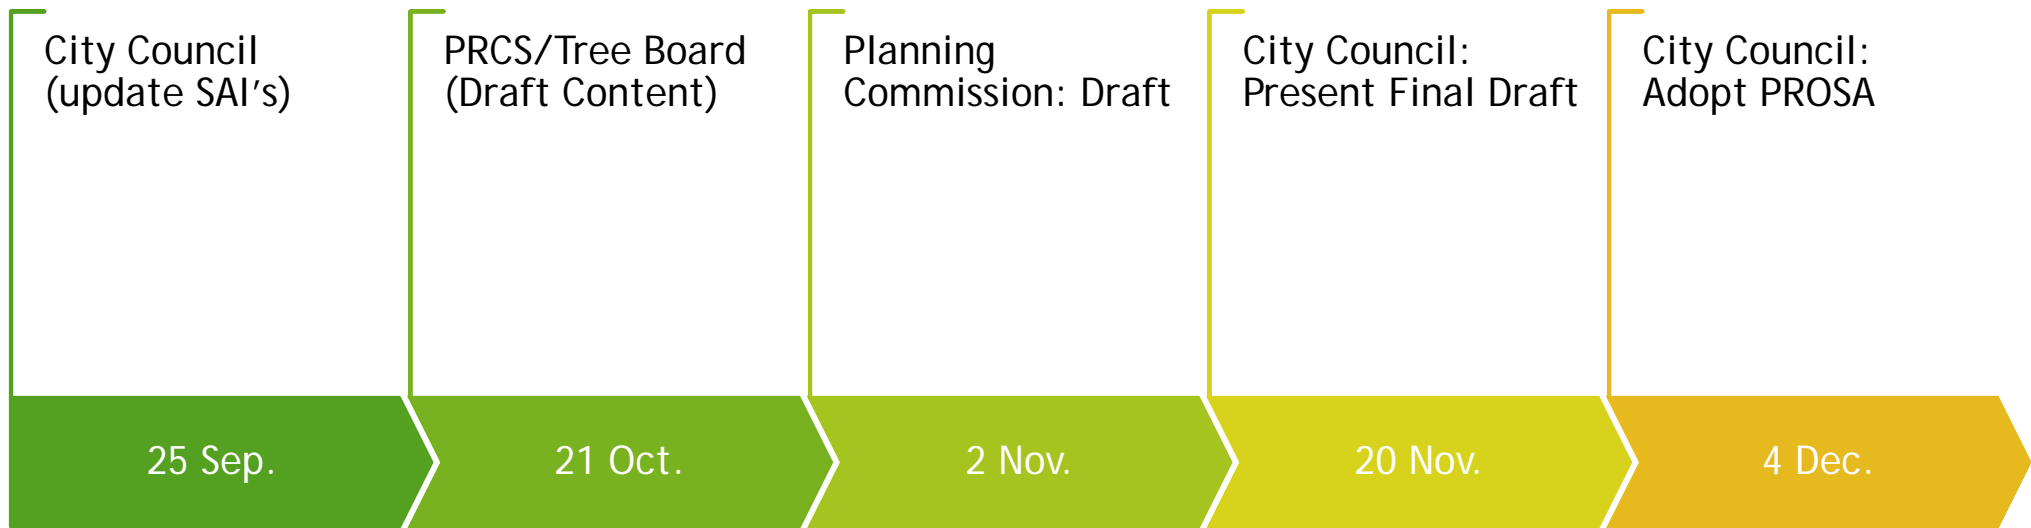 City Council
(update SAI's)
PRCS/Tree Board
(Draft Content)
Planning
Commission: Draft
City Council:
Present Final Draft
City Council:
Adopt PROSA
25 Sep.
21 Oct.
2 Nov.
20 Nov.
4 Dec.